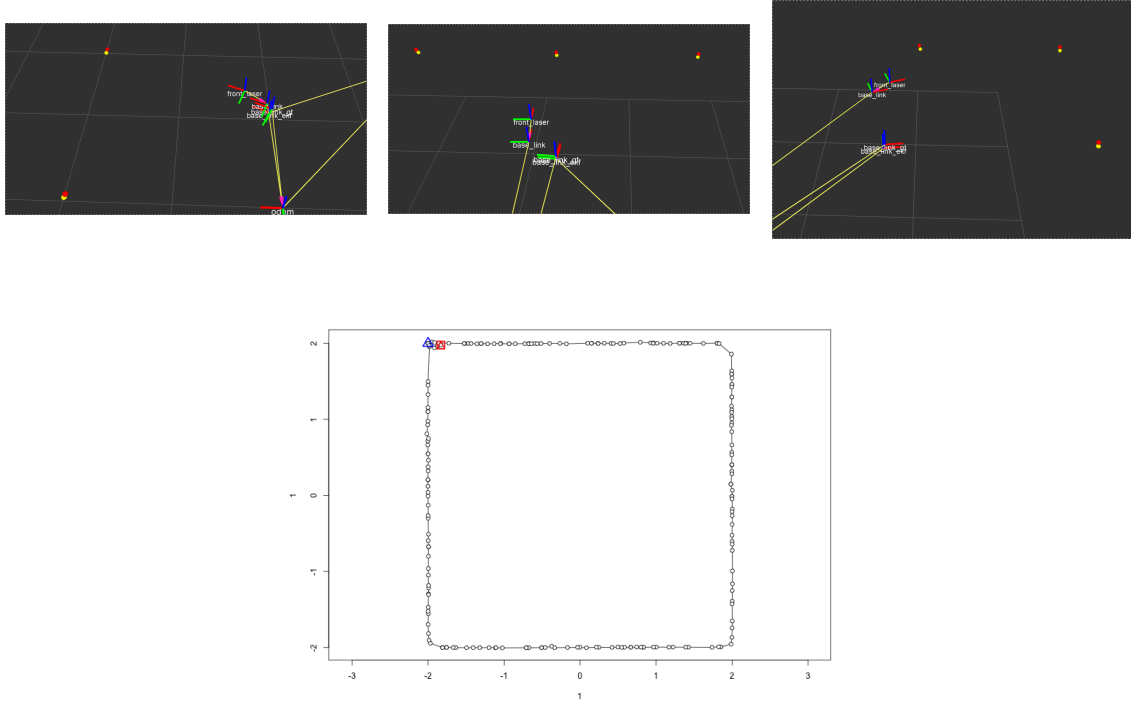 front_laser
base_link
base_link_gt
base_link_ekf
odom
front_laser
base_link
base_link_gt
base_link_ekf
front_laser
base_link
base_link_gt
base_link_ekf
2
1
0
-1
-2
1
-3 -2 -1 0 1 2 3
1